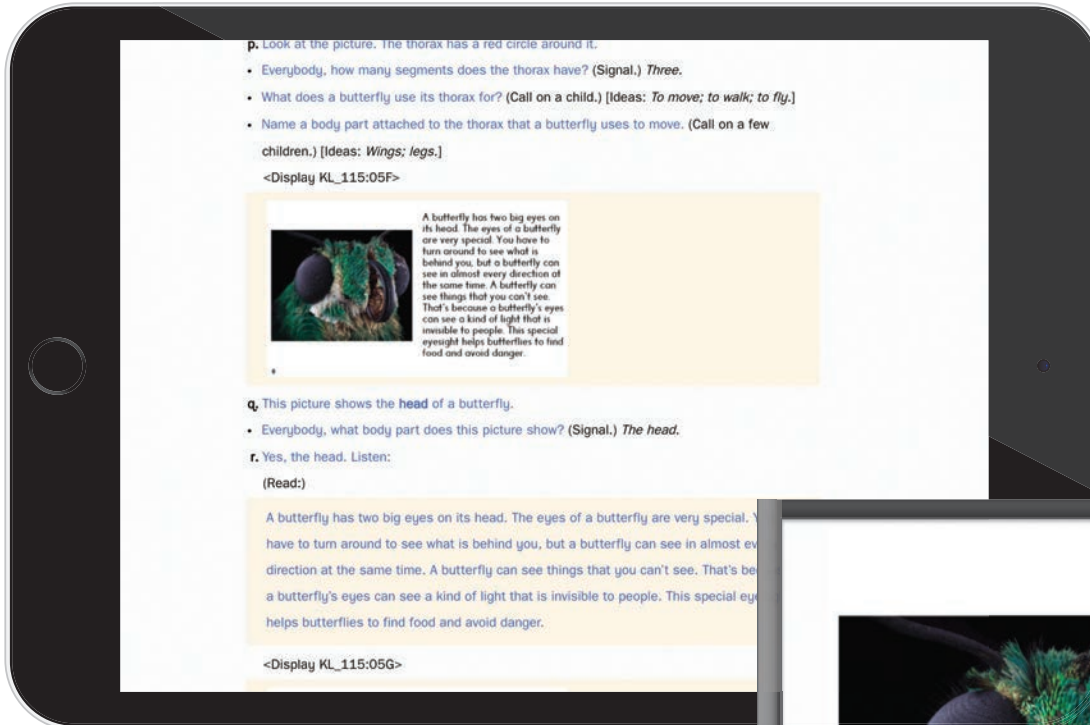 p. Look at the picture. The thorax has a red circle around it.
• Everybody, how many segments does the thorax have? (Signal.) Three.
• What does a butterfly use its thorax for? (Call on a child.) [Ideas: To move; to walk; to fly.]
• Name a body part attached to the thorax that a butterfly uses to move. (Call on a few
children.) [Ideas: Wings; legs.]
<Display KL_115:05F>
A butterfly has two big eyes on
its head. The eyes of a butterfly
are very special. You have to
turn around to see what is
behind you, but a butterfly can
see in almost every direction at
the same time. A butterfly can
see things that you can't see.
That's because a butterfly's eyes
can see a kind of light that is
invisible to people. This special
eyesight helps butterflies to find
food and avoid danger.
q. This picture shows the head of a butterfly.
• Everybody, what body part does this picture show? (Signal.) The head.
r. Yes, the head. Listen:
(Read:)
A butterfly has two big eyes on its head. The eyes of a butterfly are very special.
have to turn around to see what is behind you, but a butterfly can see in almost
direction at the same time. A butterfly can see things that you can't see. That's
a butterfly's eyes can see a kind of light that is invisible to people. This special
helps butterflies to find food and avoid danger.
<Display KL_115:05G>